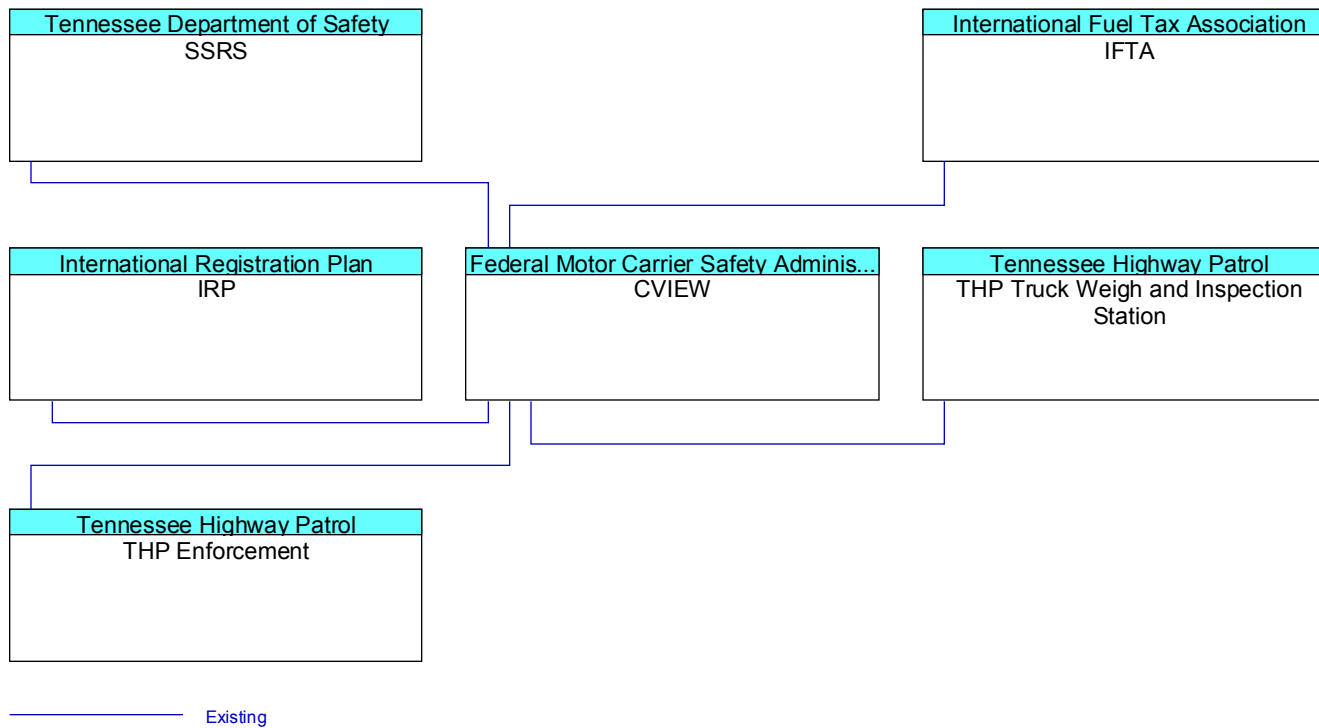 Tennessee Department of Safety
SSRS
International Fuel Tax Association
IFTA
International Registration Plan
IRP
Federal Motor Carrier Safety Adminis...
CVIEW
Tennessee Highway Patrol
THP Truck Weigh and Inspection
Station
Tennessee Highway Patrol
THP Enforcement
Existing